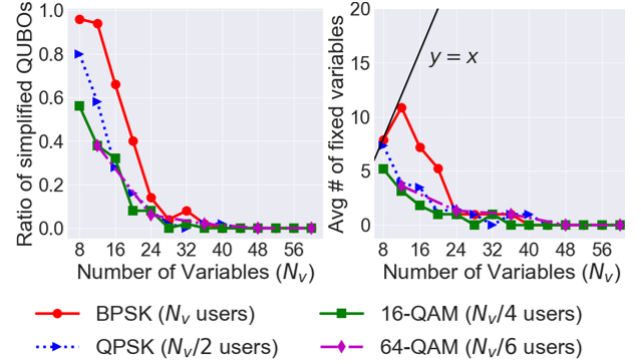 Ratio of simplified QUBOs
1.0
0.8
0.6
0.4
0.2
0.0
8 16 24 32 40 48 56
Number of Variables (Nᵥ)
Avg # of fixed variables
20
15
10
5
0
y = x
8 16 24 32 40 48 56
Number of Variables (Nᵥ)
BPSK (Nᵥ users)
16-QAM (Nᵥ/4 users)
QPSK (Nᵥ/2 users)
64-QAM (Nᵥ/6 users)